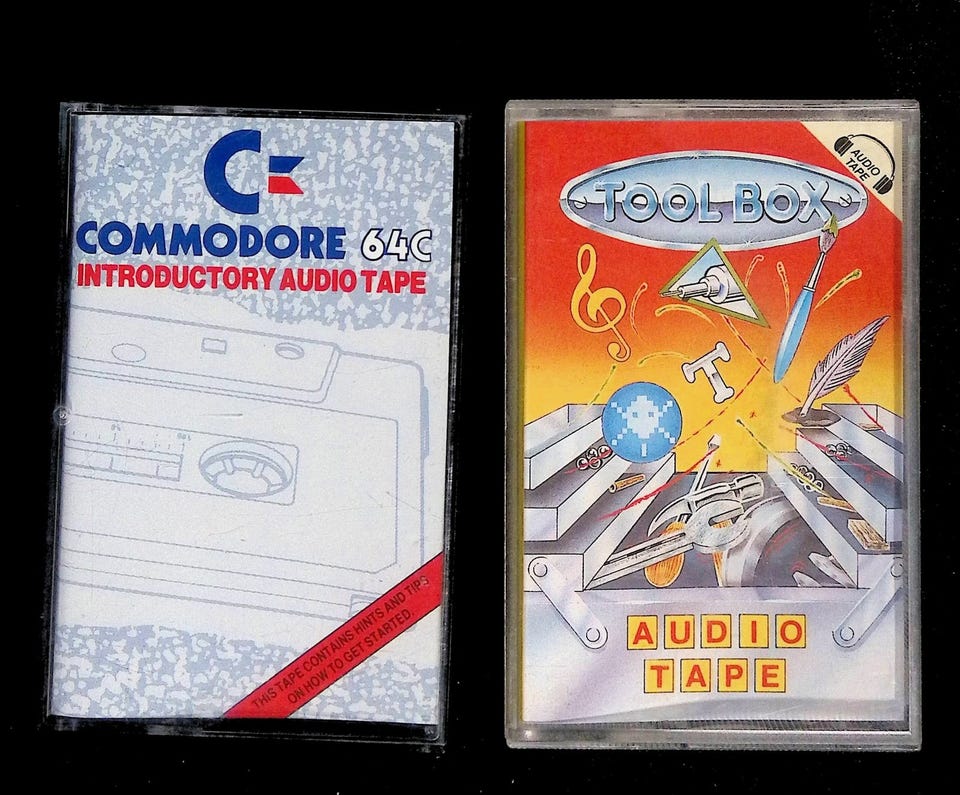 COMMODORE 64C
INTRODUCTORY AUDIO TAPE
THIS TAPE CONTAINS HINTS AND TIPS
ON HOW TO GET STARTED
AUDIO
TAPE
TOOL BOX
T
AUDIO
TAPE